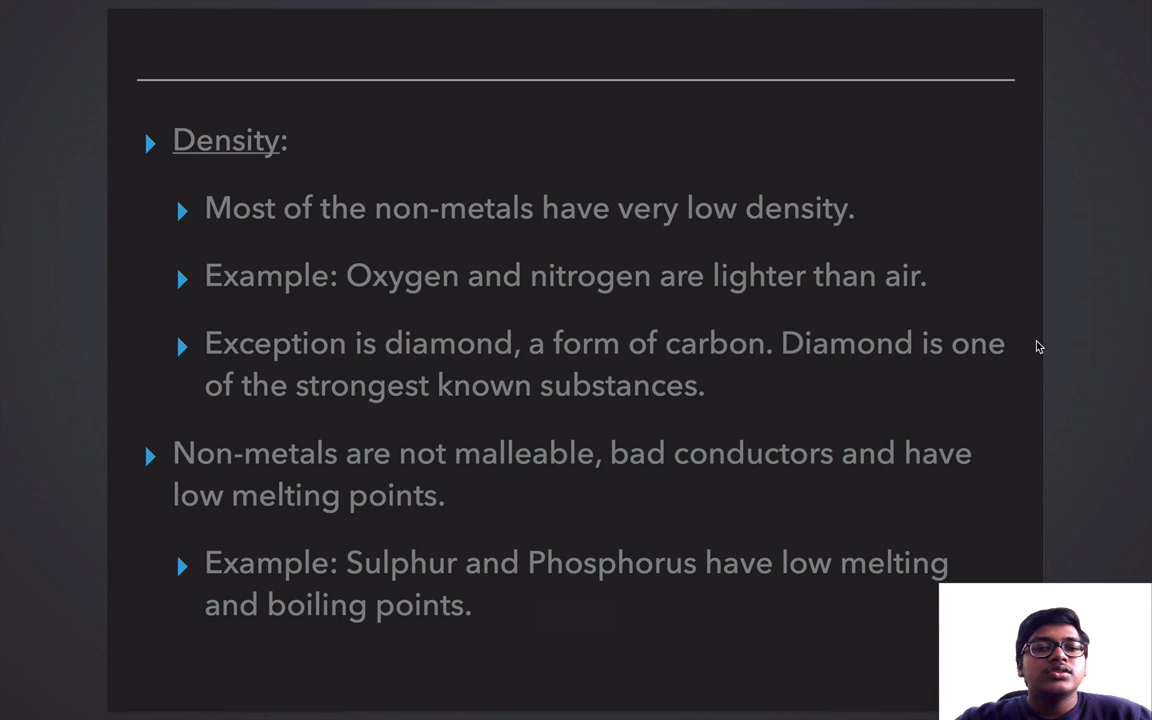 Density:
Most of the non-metals have very low density.
Example: Oxygen and nitrogen are lighter than air.
Exception is diamond, a form of carbon. Diamond is one
of the strongest known substances.
Non-metals are not malleable, bad conductors and have
low melting points.
Example: Sulphur and Phosphorus have low melting
and boiling points.